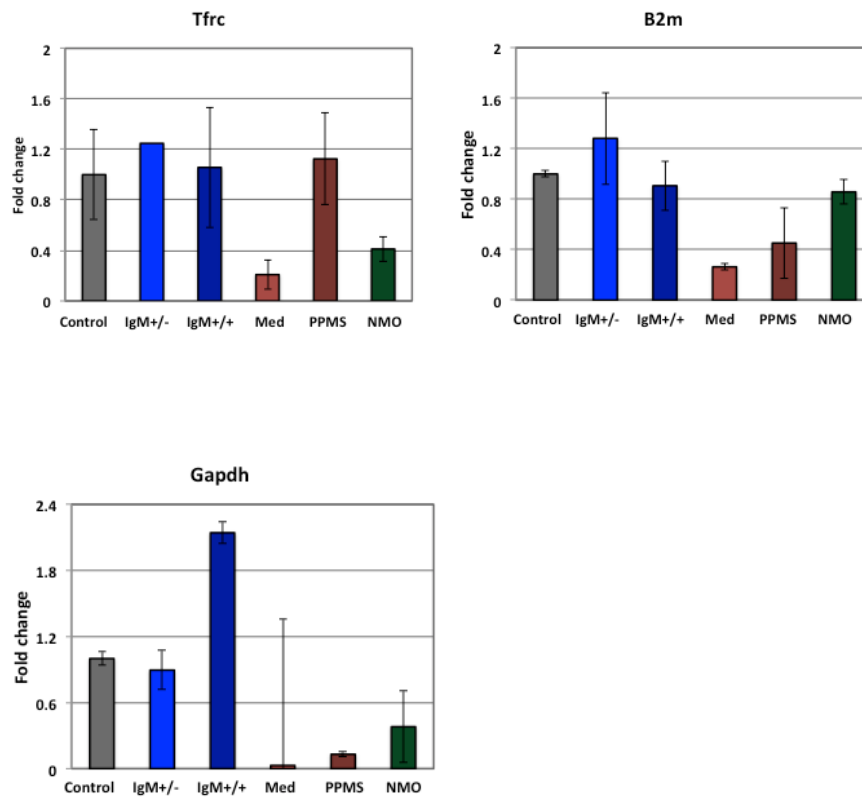 Tfrc
Fold change
2
1.6
1.2
0.8
0.4
0
Control IgM+/- IgM+/+ Med PPMS NMO
B2m
Fold change
2
1.6
1.2
0.8
0.4
0
Control IgM+/- IgM+/+ Med PPMS NMO
Gapdh
Fold change
2.4
1.8
1.2
0.6
0
Control IgM+/- IgM+/+ Med PPMS NMO